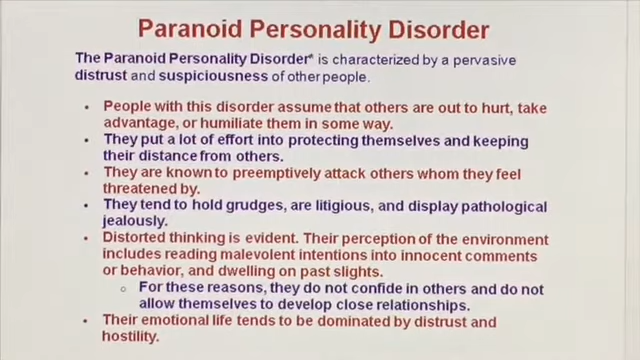 Paranoid Personality Disorder
The Paranoid Personality Disorder* is characterized by a pervasive
distrust and suspiciousness of other people.
• People with this disorder assume that others are out to hurt, take
advantage, or humiliate them in some way.
• They put a lot of effort into protecting themselves and keeping
their distance from others.
• They are known to preemptively attack others whom they feel
threatened by.
• They tend to hold grudges, are litigious, and display pathological
jealously.
• Distorted thinking is evident. Their perception of the environment
includes reading malevolent intentions into innocent comments
or behavior, and dwelling on past slights.
○ For these reasons, they do not confide in others and do not
allow themselves to develop close relationships.
• Their emotional life tends to be dominated by distrust and
hostility.